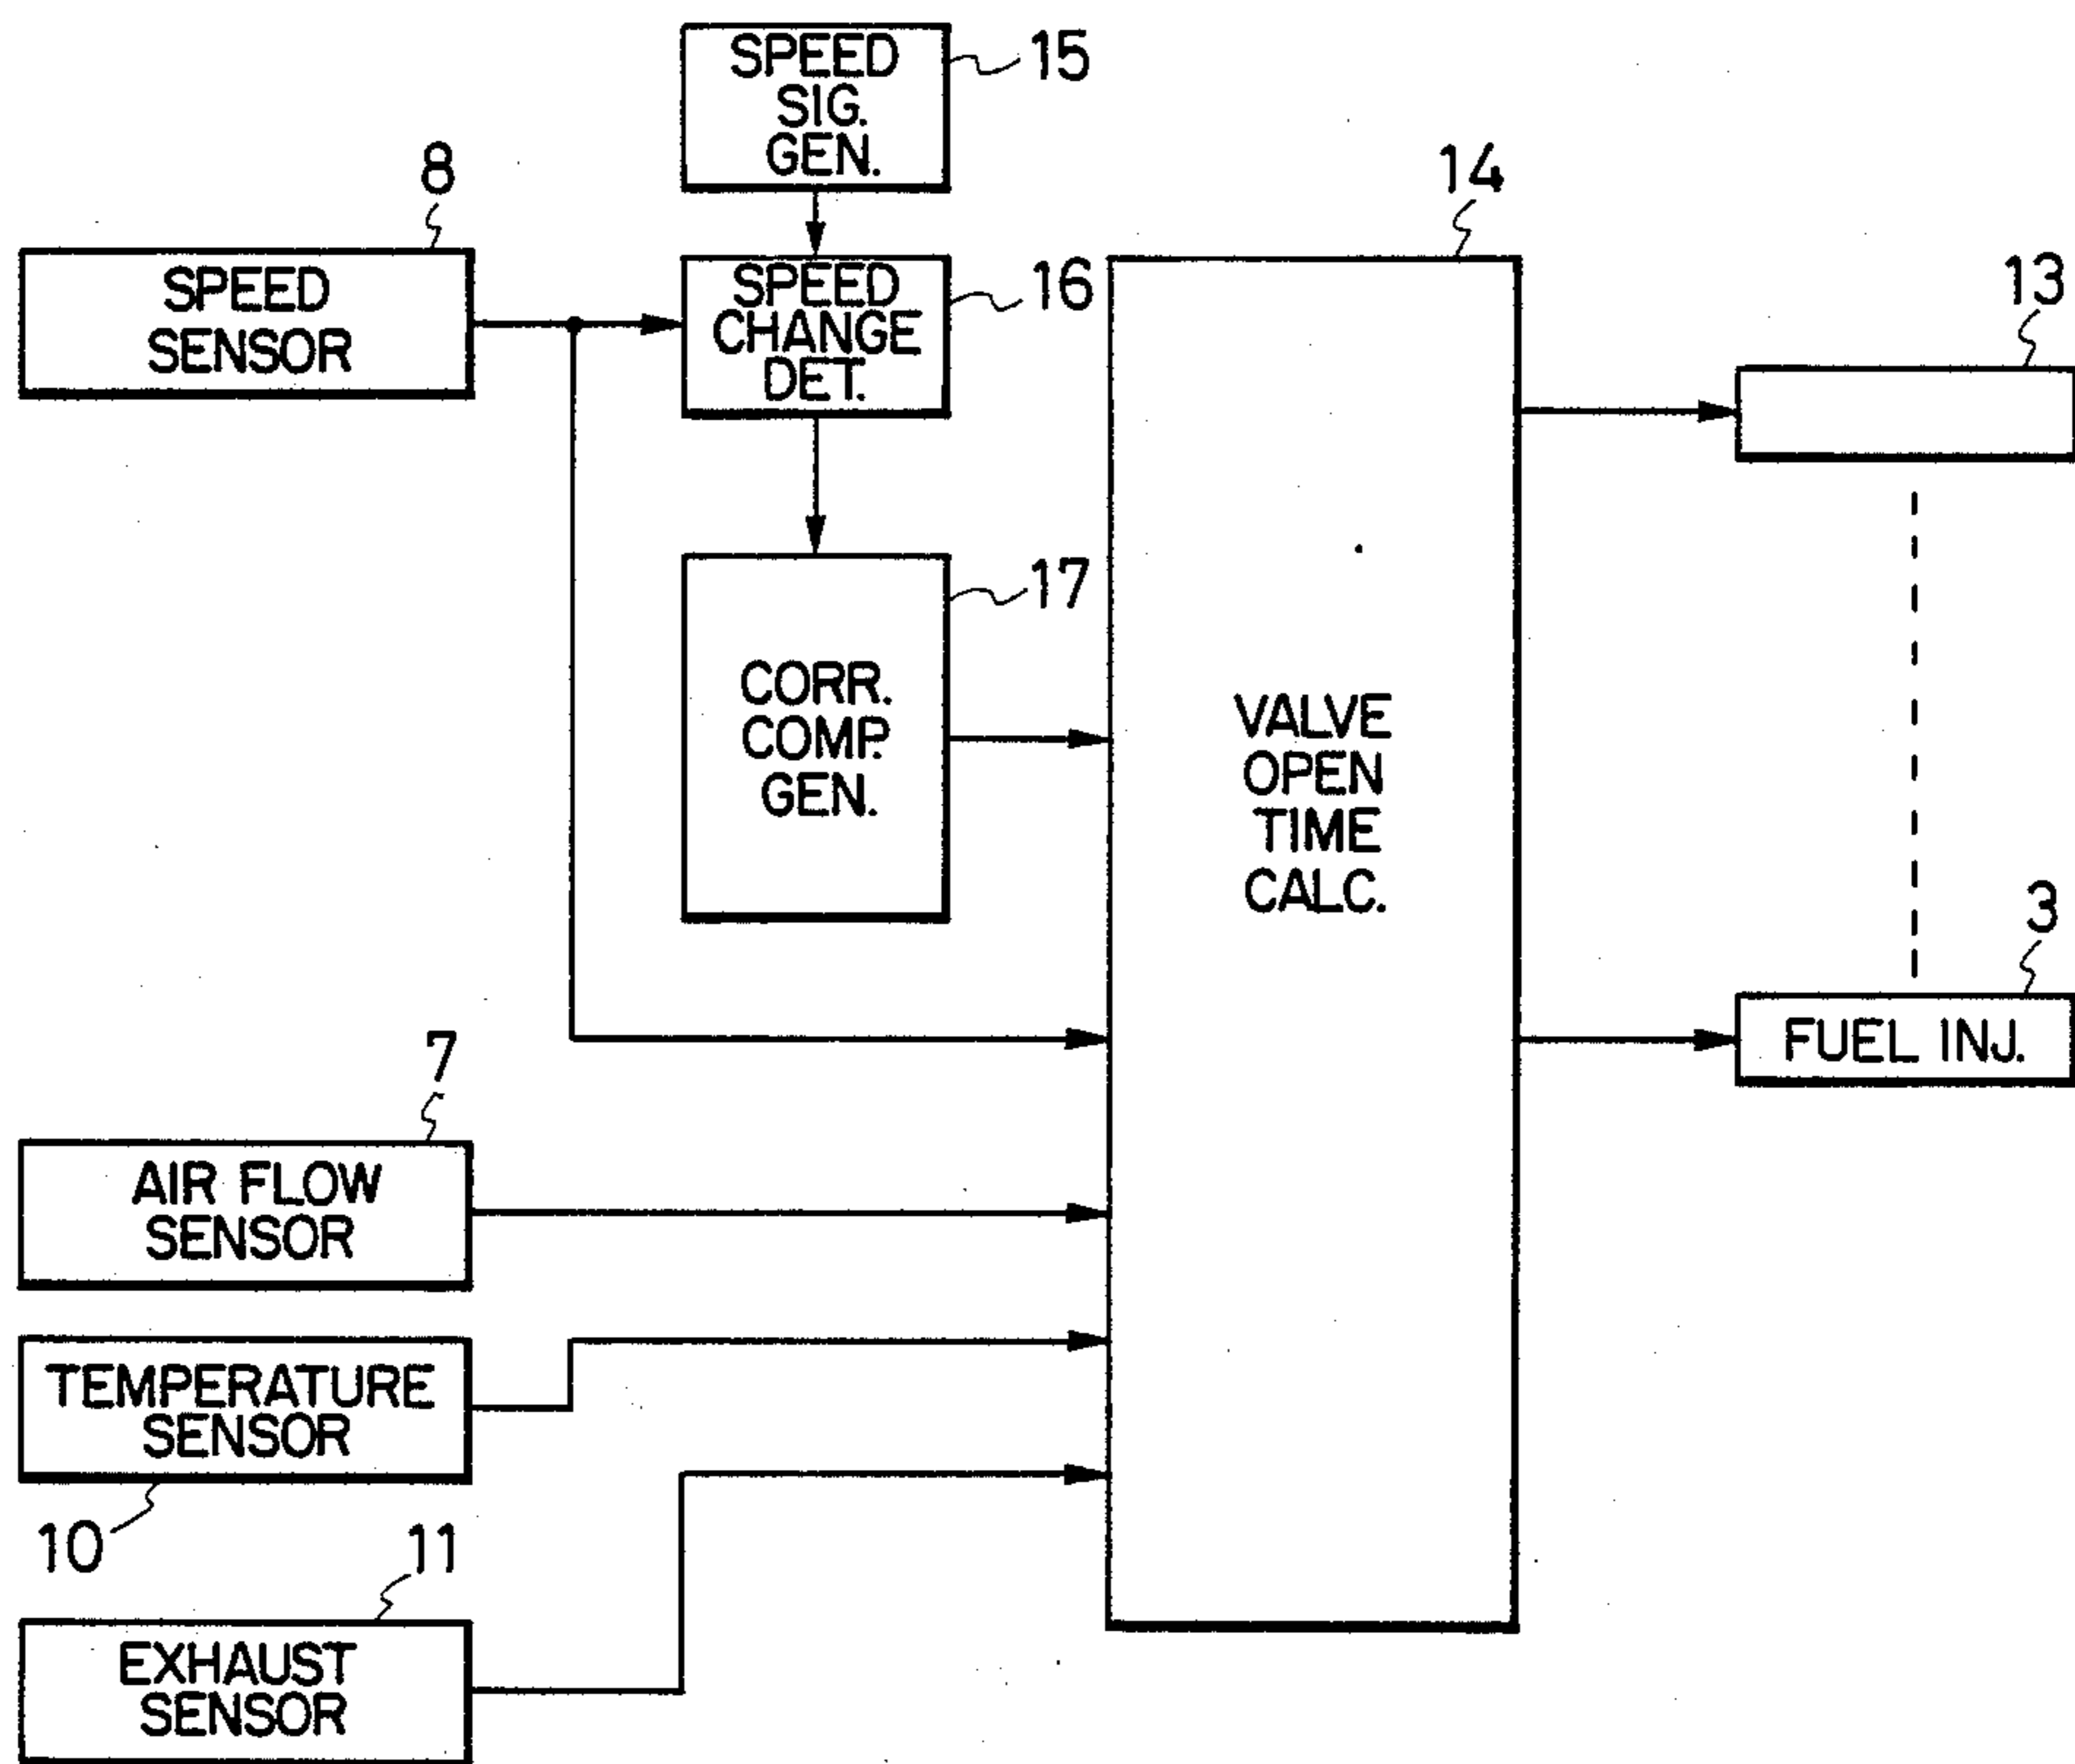 SPEED
SIG.
GEN.
15
8
SPEED
SENSOR
SPEED
CHANGE
DET.
16
14
13
17
CORR.
COMP.
GEN.
VALVE
OPEN
TIME
CALC.
3
FUEL INJ.
7
AIR FLOW
SENSOR
TEMPERATURE
SENSOR
10
11
EXHAUST
SENSOR